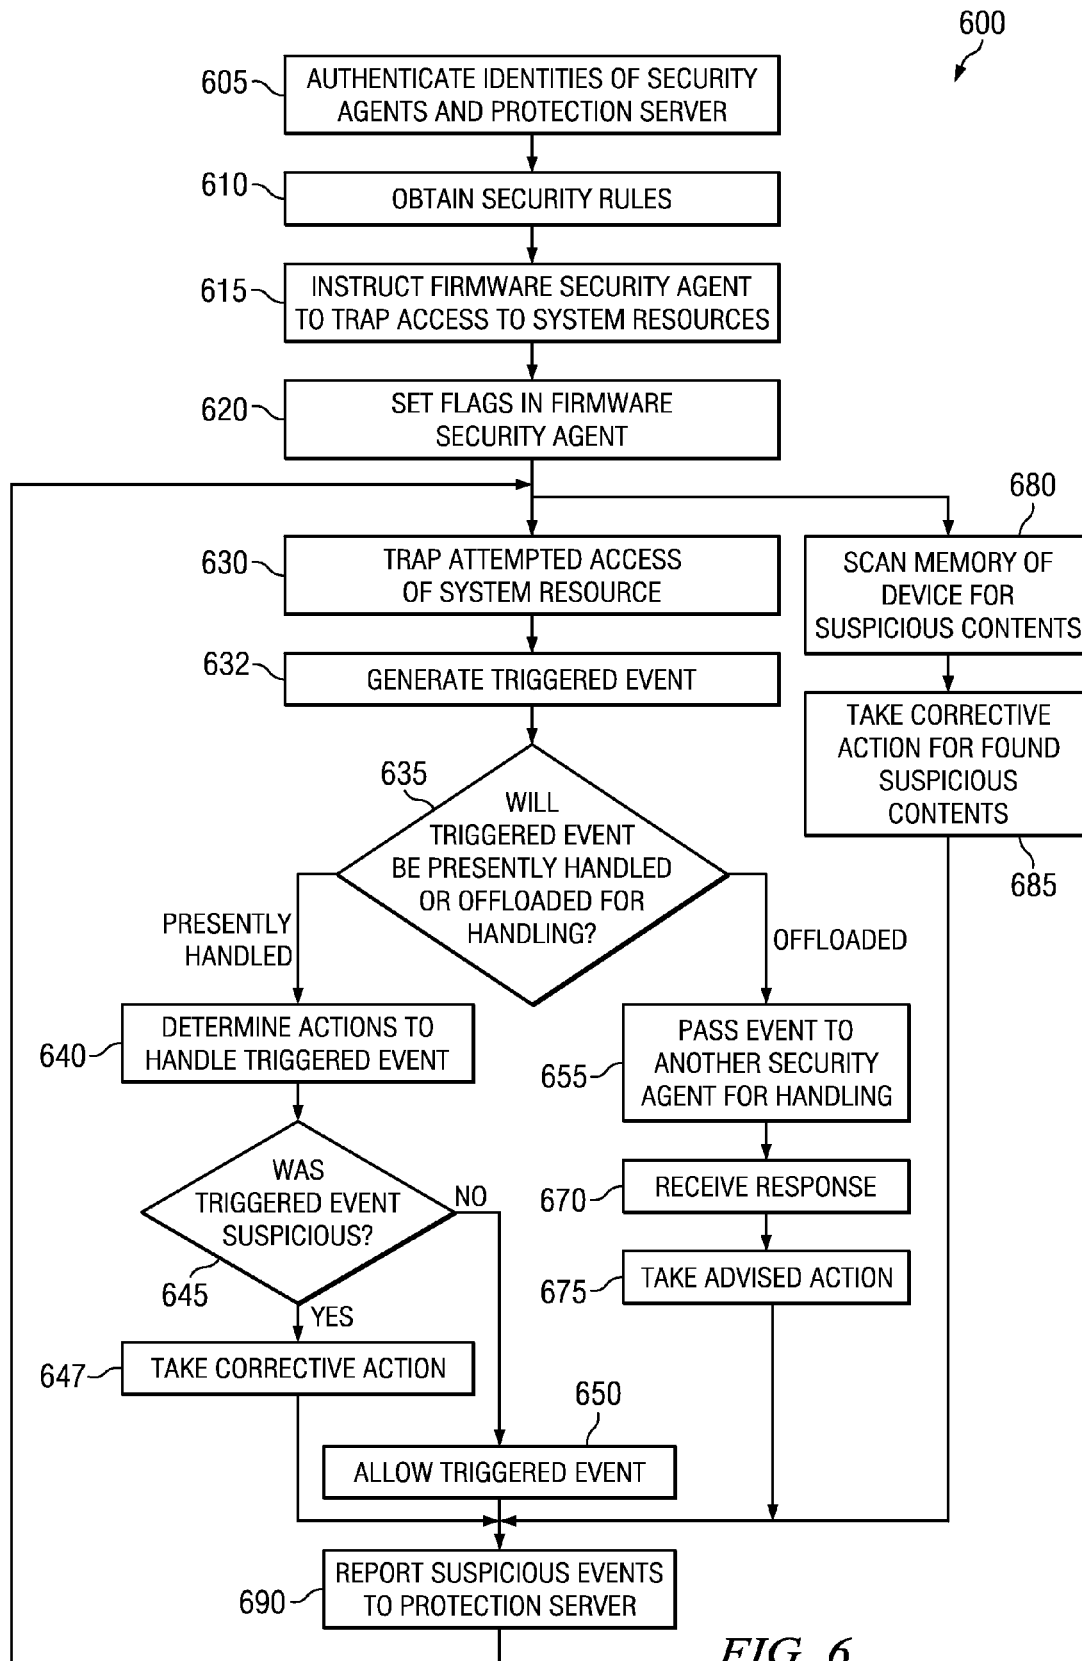 600
605
AUTHENTICATE IDENTITIES OF SECURITY
AGENTS AND PROTECTION SERVER
610
OBTAIN SECURITY RULES
615
INSTRUCT FIRMWARE SECURITY AGENT
TO TRAP ACCESS TO SYSTEM RESOURCES
620
SET FLAGS IN FIRMWARE
SECURITY AGENT
630
TRAP ATTEMPTED ACCESS
OF SYSTEM RESOURCE
680
SCAN MEMORY OF
DEVICE FOR
SUSPICIOUS CONTENTS
632
GENERATE TRIGGERED EVENT
TAKE CORRECTIVE
ACTION FOR FOUND
SUSPICIOUS
CONTENTS
685
635
WILL
TRIGGERED EVENT
BE PRESENTLY HANDLED
OR OFFLOADED FOR
HANDLING?
PRESENTLY
HANDLED
OFFLOADED
640
DETERMINE ACTIONS TO
HANDLE TRIGGERED EVENT
655
PASS EVENT TO
ANOTHER SECURITY
AGENT FOR HANDLING
WAS
TRIGGERED EVENT
SUSPICIOUS?
645
NO
YES
670
RECEIVE RESPONSE
675
TAKE ADVISED ACTION
647
TAKE CORRECTIVE ACTION
650
ALLOW TRIGGERED EVENT
690
REPORT SUSPICIOUS EVENTS
TO PROTECTION SERVER
FIG. 6